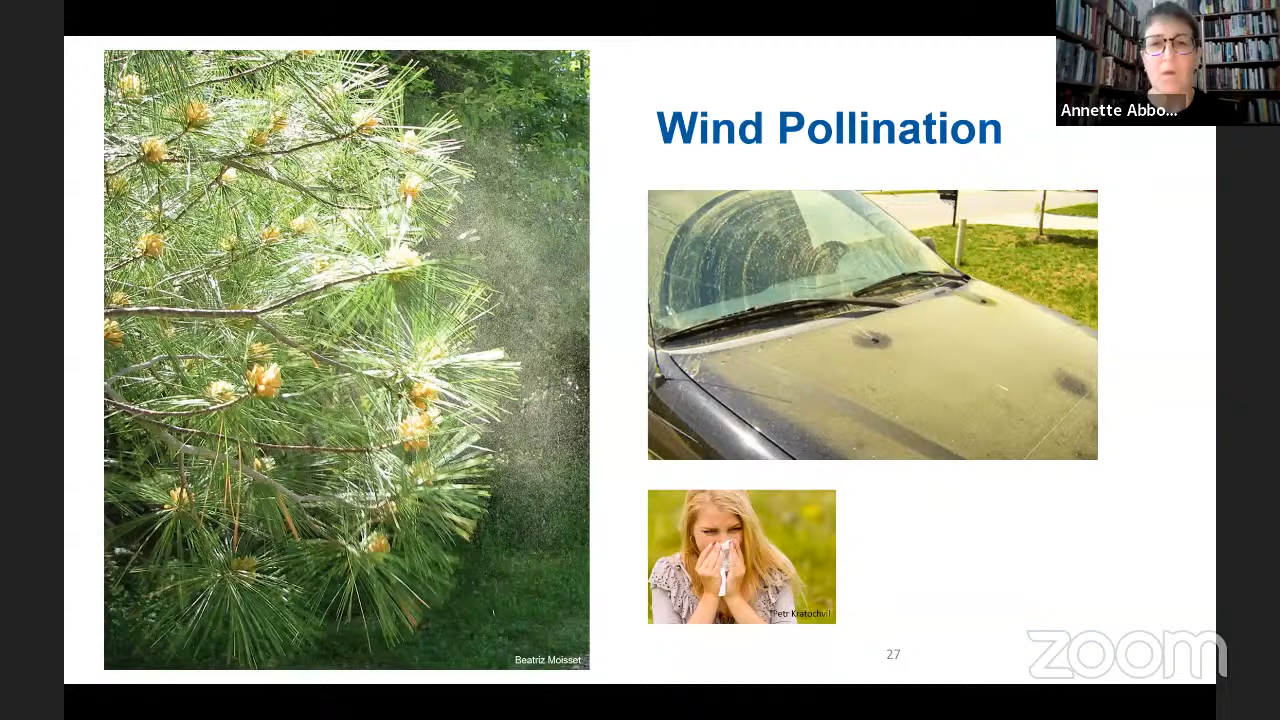 Annette Abbo...
Wind Pollination
Petr Kratochvil
Beatriz Moisset
27
zoom